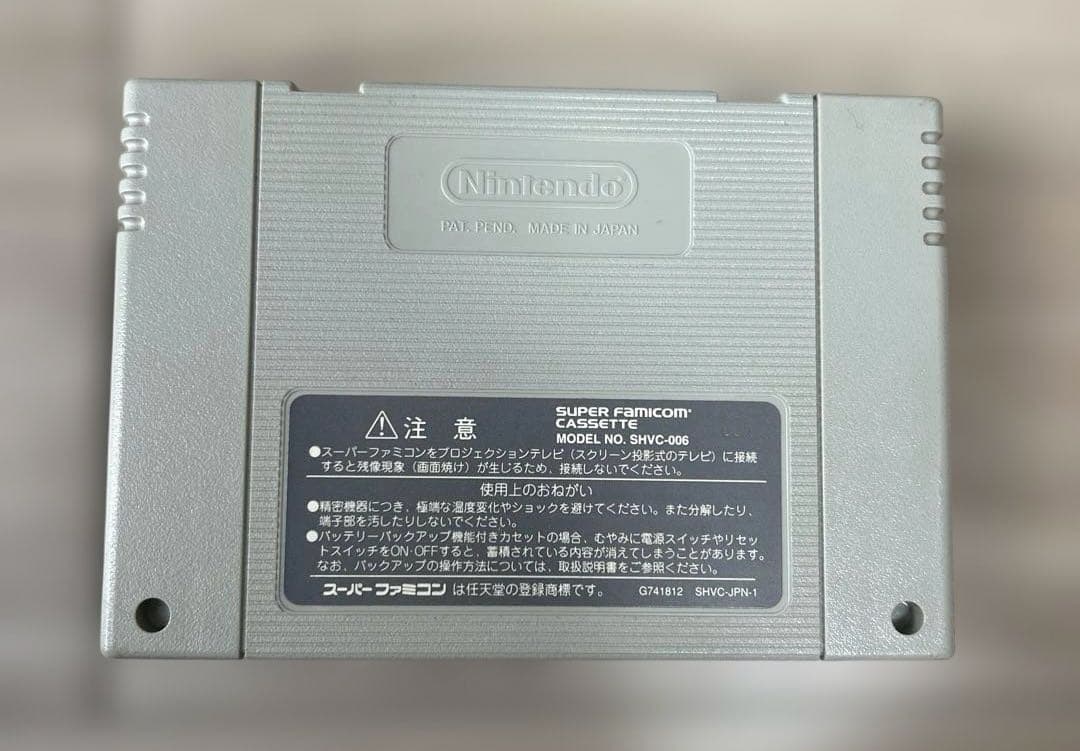 Nintendo®
PAT. PEND. MADE IN JAPAN
⚠注 意
SUPER FAMICOM®
CASSETTE
MODEL NO. SHVC-006
●スーパーファミコンをプロジェクションテレビ(スクリーン投影式のテレビ)に接続
すると残像現象(画面焼け)が生じるため、接続しないでください。
使用上のおねがい
●精密機器につき、極端な温度変化やショックを避けてください。また分解したり、
端子部を汚したりしないでください。
●バッテリーバックアップ機能付きカセットの場合、むやみに電源スイッチやリセッ
トスイッチをON・OFFすると、蓄積されている内容が消えてしまうことがあります。
なお、バックアップの操作方法については、取扱説明書をご参照ください。
スーパーファミコン は任天堂の登録商標です。 G741812 SHVC-JPN-1